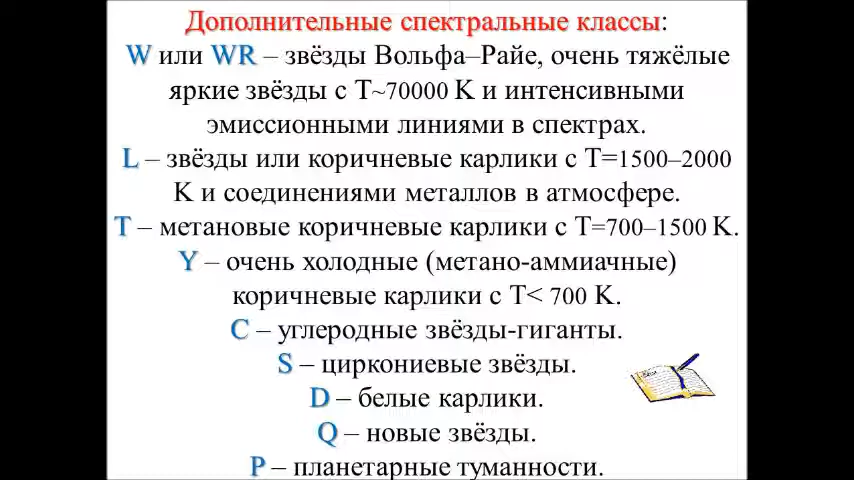 Дополнительные спектральные классы:
W или WR – звёзды Вольфа–Райе, очень тяжёлые
яркие звёзды с T~70000 K и интенсивными
эмиссионными линиями в спектрах.
L – звёзды или коричневые карлики с T=1500–2000
K и соединениями металлов в атмосфере.
T – метановые коричневые карлики с T=700–1500 K.
Y – очень холодные (метано-аммиачные)
коричневые карлики с T< 700 K.
C – углеродные звёзды-гиганты.
S – циркониевые звёзды.
D – белые карлики.
Q – новые звёзды.
P – планетарные туманности.